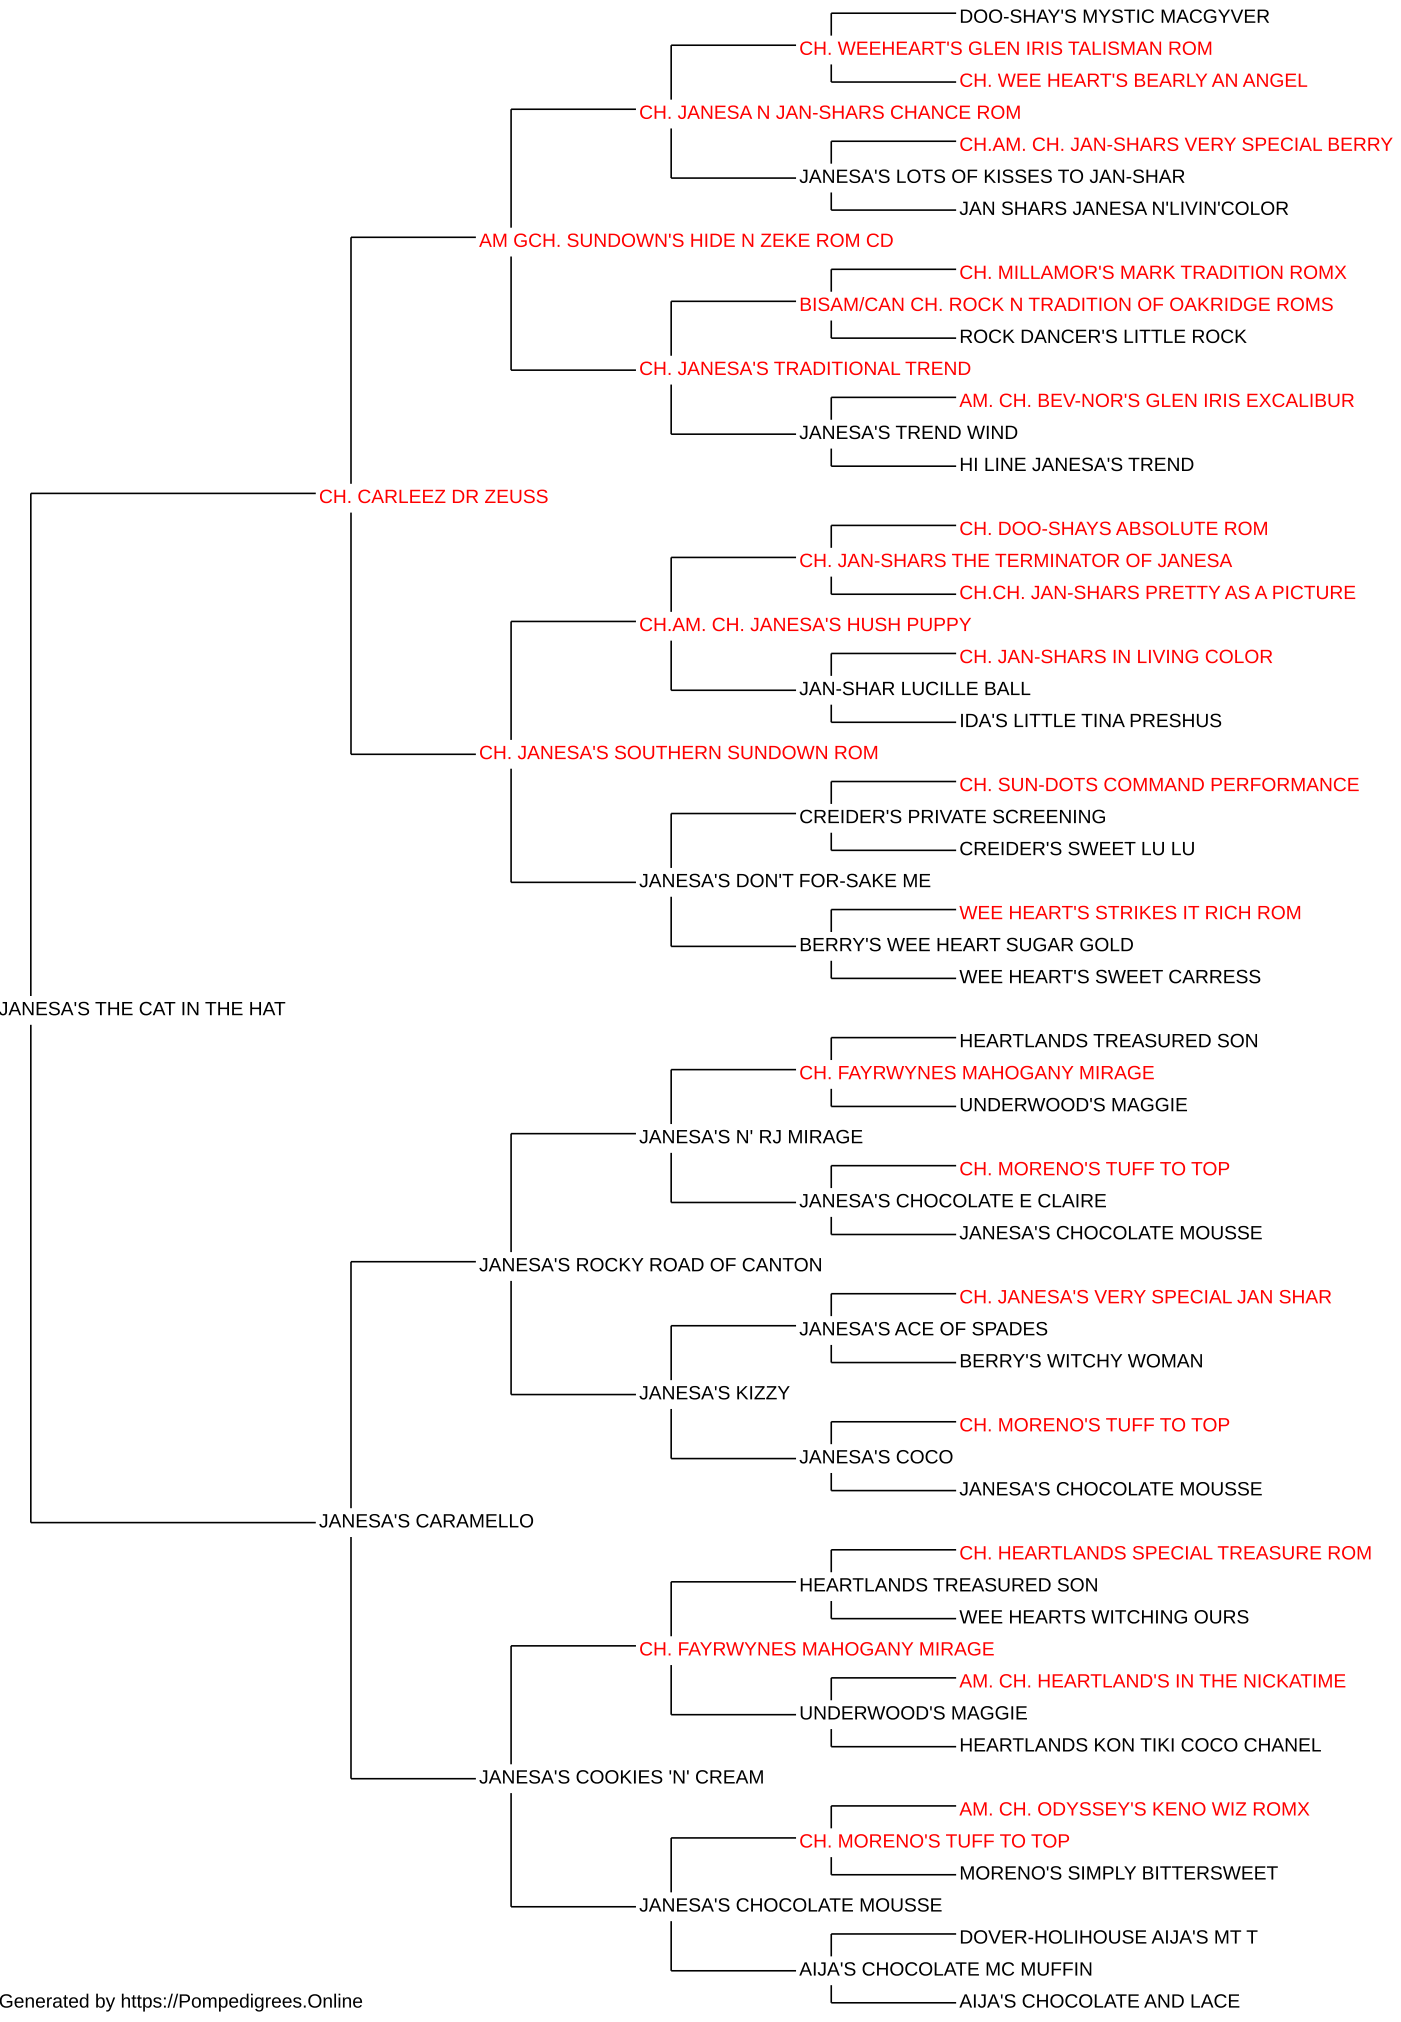 DOO-SHAY'S MYSTIC MACGYVER
CH. WEEHEART'S GLEN IRIS TALISMAN ROM
CH. WEE HEART'S BEARLY AN ANGEL
CH. JANESA N JAN-SHARS CHANCE ROM
CH.AM. CH. JAN-SHARS VERY SPECIAL BERRY
JANESA'S LOTS OF KISSES TO JAN-SHAR
JAN SHARS JANESA N'LIVIN'COLOR
AM GCH. SUNDOWN'S HIDE N ZEKE ROM CD
CH. MILLAMOR'S MARK TRADITION ROMX
BISAM/CAN CH. ROCK N TRADITION OF OAKRIDGE ROMS
ROCK DANCER'S LITTLE ROCK
CH. JANESA'S TRADITIONAL TREND
AM. CH. BEV-NOR'S GLEN IRIS EXCALIBUR
JANESA'S TREND WIND
HI LINE JANESA'S TREND
CH. CARLEEZ DR ZEUSS
CH. DOO-SHAYS ABSOLUTE ROM
CH. JAN-SHARS THE TERMINATOR OF JANESA
CH.CH. JAN-SHARS PRETTY AS A PICTURE
CH.AM. CH. JANESA'S HUSH PUPPY
CH. JAN-SHARS IN LIVING COLOR
JAN-SHAR LUCILLE BALL
IDA'S LITTLE TINA PRESHUS
CH. JANESA'S SOUTHERN SUNDOWN ROM
CH. SUN-DOTS COMMAND PERFORMANCE
CREIDER'S PRIVATE SCREENING
CREIDER'S SWEET LU LU
JANESA'S DON'T FOR-SAKE ME
WEE HEART'S STRIKES IT RICH ROM
BERRY'S WEE HEART SUGAR GOLD
WEE HEART'S SWEET CARRESS
JANESA'S THE CAT IN THE HAT
HEARTLANDS TREASURED SON
CH. FAYRWYNES MAHOGANY MIRAGE
UNDERWOOD'S MAGGIE
JANESA'S N' RJ MIRAGE
CH. MORENO'S TUFF TO TOP
JANESA'S CHOCOLATE E CLAIRE
JANESA'S CHOCOLATE MOUSSE
JANESA'S ROCKY ROAD OF CANTON
CH. JANESA'S VERY SPECIAL JAN SHAR
JANESA'S ACE OF SPADES
BERRY'S WITCHY WOMAN
JANESA'S KIZZY
CH. MORENO'S TUFF TO TOP
JANESA'S COCO
JANESA'S CHOCOLATE MOUSSE
JANESA'S CARAMELLO
CH. HEARTLANDS SPECIAL TREASURE ROM
HEARTLANDS TREASURED SON
WEE HEARTS WITCHING OURS
CH. FAYRWYNES MAHOGANY MIRAGE
AM. CH. HEARTLAND'S IN THE NICKATIME
UNDERWOOD'S MAGGIE
HEARTLANDS KON TIKI COCO CHANEL
JANESA'S COOKIES 'N' CREAM
AM. CH. ODYSSEY'S KENO WIZ ROMX
CH. MORENO'S TUFF TO TOP
MORENO'S SIMPLY BITTERSWEET
JANESA'S CHOCOLATE MOUSSE
DOVER-HOLIHOUSE AIJA'S MT T
AIJA'S CHOCOLATE MC MUFFIN
AIJA'S CHOCOLATE AND LACE
Generated by https://Pompedigrees.Online